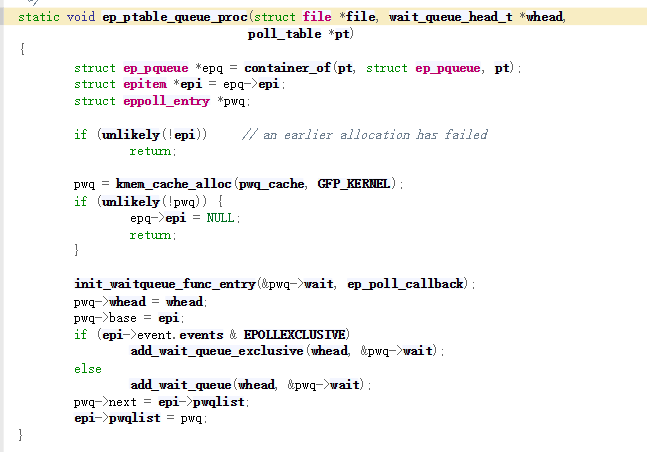 static void ep_ptable_queue_proc(struct file *file, wait_queue_head_t *whead,
poll_table *pt)
{
struct ep_pqueue *epq = container_of(pt, struct ep_pqueue, pt);
struct epitem *epi = epq->epi;
struct eppoll_entry *pwq;
if (unlikely(!epi)) // an earlier allocation has failed
return;
pwq = kmem_cache_alloc(pwq_cache, GFP_KERNEL);
if (unlikely(!pwq)) {
epq->epi = NULL;
return;
}
init_waitqueue_func_entry(&pwq->wait, ep_poll_callback);
pwq->whead = whead;
pwq->base = epi;
if (epi->event.events & EPOLLEXCLUSIVE)
add_wait_queue_exclusive(whead, &pwq->wait);
else
add_wait_queue(whead, &pwq->wait);
pwq->next = epi->pwqlist;
epi->pwqlist = pwq;
}